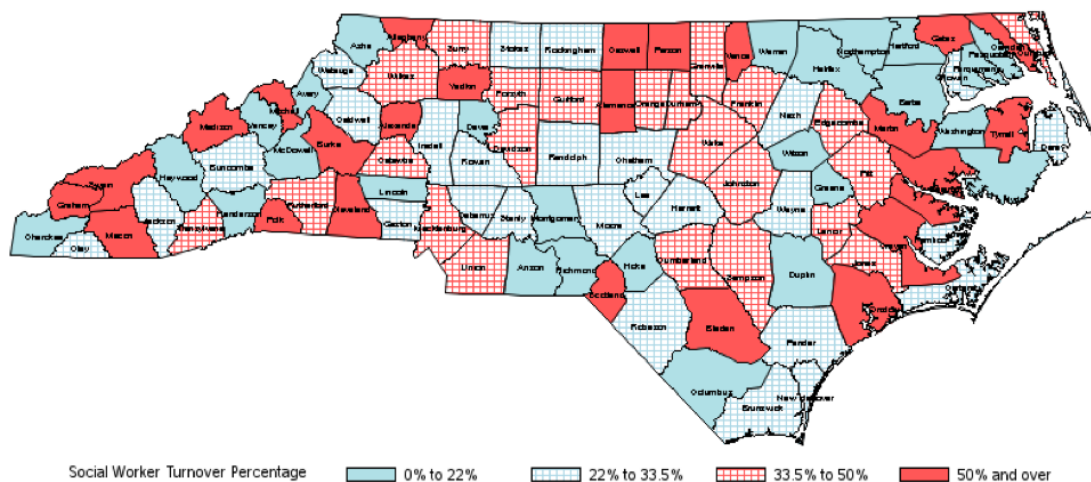 Ashe
Alleghany
Surry
Stokes
Rockingham
Caswell
Person
Vance
Warren
Northampton
Hertford
Gates
Camden
Watauga
Wilkes
Yadkin
Forsyth
Guilford
Alamance
Orange
Durham
Granville
Franklin
Halifax
Bertie
Chowan
Mitchell
Avery
Caldwell
Alexander
Iredell
Davie
Nash
Edgecombe
Martin
Washington
Tyrrell
Dare
Madison
Yancey
McDowell
Burke
Catawba
Rowan
Davidson
Randolph
Chatham
Wake
Wilson
Pitt
Swain
Haywood
Buncombe
Lincoln
Johnston
Greene
Graham
Jackson
Henderson
Rutherford
Cleveland
Gaston
Cabarrus
Stanly
Montgomery
Moore
Lee
Harnett
Wayne
Lenoir
Cherokee
Clay
Macon
Transylvania
Polk
Mecklenburg
Union
Anson
Richmond
Hoke
Cumberland
Sampson
Duplin
Jones
Pamlico
Scotland
Robeson
Bladen
Pender
Columbus
Brunswick
New Hanover
Social Worker Turnover Percentage 0% to 22% 22% to 33.5% 33.5% to 50% 50% and over